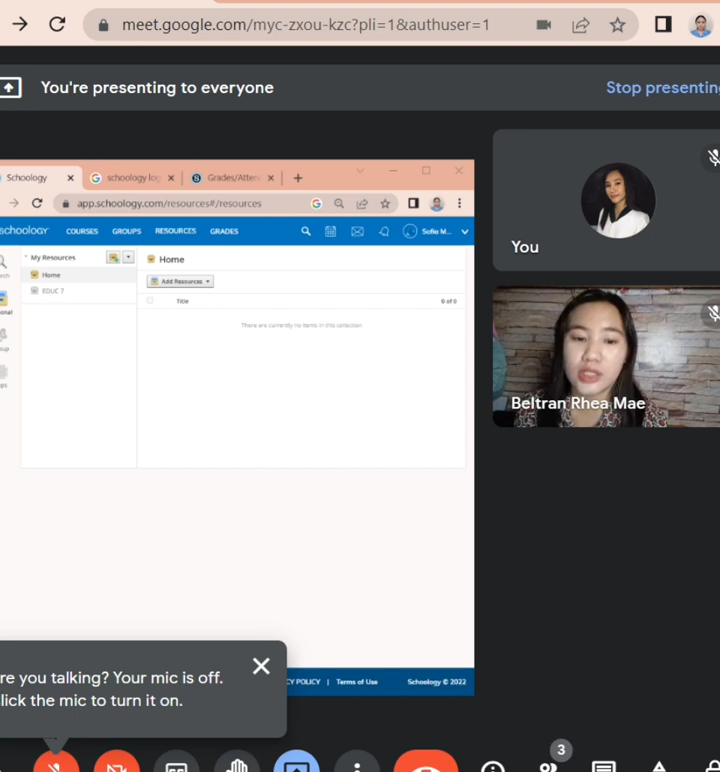 meet.google.com/myc-zxou-kzc?pli=1&authuser=1
You're presenting to everyone
Stop presenting
Schoology
schoology log
Grades/Atten
app.schoology.com/resources#/resources
schoology
COURSES
GROUPS
RESOURCES
GRADES
Sofia M...
My Resources
Home
EDUC 7
Home
Add Resources
Title
0 of 0
There are currently no items in this collection
You
Beltran Rhea Mae
re you talking? Your mic is off.
lick the mic to turn it on.
CY POLICY | Terms of Use
Schoology © 2022
3